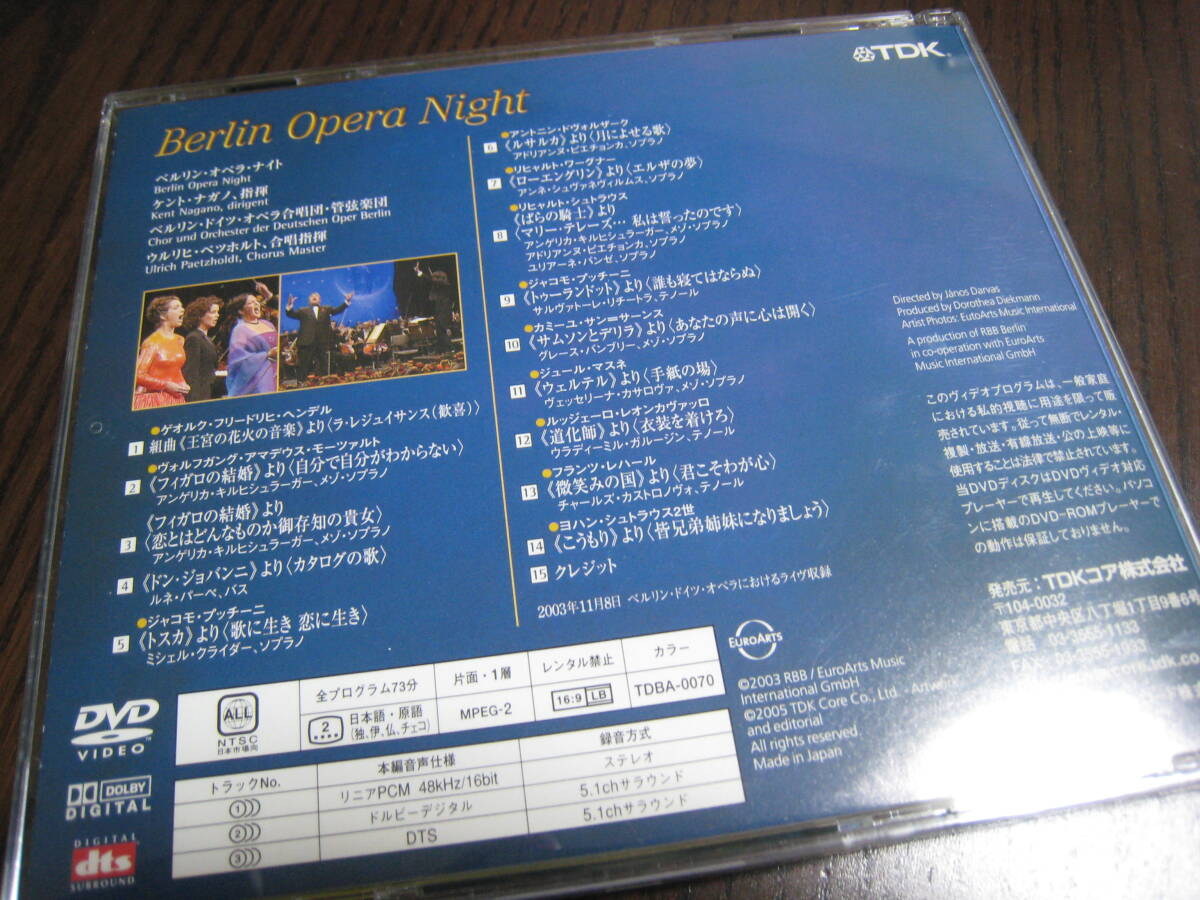 TDK
Berlin Opera Night
ベルリン・オペラ・ナイト
Berlin Opera Night
ケント・ナガノ、指揮
Kent Nagano, dirigent
ベルリン・ドイツ・オペラ合唱団・管弦楽団
Chor und Orchester der Deutschen Oper Berlin
ウルリヒ・ペツホルト、合唱指揮
Ulrich Paetzholdt, Chorus Master
●ゲオルク・フリードリヒ・ヘンデル
1 組曲《王宮の花火の音楽》より〈ラ・レジュイサンス(歓喜)〉
●ヴォルフガング・アマデウス・モーツァルト
2 《フィガロの結婚》より〈自分で自分がわからない〉
アンゲリカ・キルヒシュラーガー、メゾ・ソプラノ
《フィガロの結婚》より
3 〈恋とはどんなものか御存知の貴女〉
アンゲリカ・キルヒシュラーガー、メゾ・ソプラノ
4 《ドン・ジョバンニ》より〈カタログの歌〉
ルネ・パーペ、バス
●ジャコモ・プッチーニ
5 《トスカ》より〈歌に生き 恋に生き〉
ミシェル・クライダー、ソプラノ
●アントニン・ドヴォルザーク
6 《ルサルカ》より〈月によせる歌〉
アドリアンヌ・ピエチョンカ、ソプラノ
●リヒャルト・ワーグナー
7 《ローエングリン》より〈エルザの夢〉
アンネ・シュヴァネヴィルムス、ソプラノ
●リヒャルト・シュトラウス
《ばらの騎士》より
8 〈マリー・テレーズ… 私は誓ったのです〉
アンゲリカ・キルヒシュラーガー、メゾ・ソプラノ
アドリアンヌ・ピエチョンカ、ソプラノ
ユリアーネ・バンゼ、ソプラノ
●ジャコモ・プッチーニ
9 《トゥーランドット》より〈誰も寝てはならぬ〉
サルヴァトーレ・リチートラ、テノール
●カミーユ・サン=サーンス
10 《サムソンとデリラ》より〈あなたの声に心は開く〉
グレース・バンブリー、メゾ・ソプラノ
●ジュール・マスネ
11 《ウェルテル》より〈手紙の場〉
ヴェッセリーナ・カサロヴァ、メゾ・ソプラノ
●ルッジェーロ・レオンカヴァッロ
12 《道化師》より〈衣装を着けろ〉
ウラディーミル・ガルージン、テノール
●フランツ・レハール
13 《微笑みの国》より〈君こそわが心〉
チャールズ・カストロノヴォ、テノール
●ヨハン・シュトラウス2世
14 《こうもり》より〈皆兄弟姉妹になりましょう〉
15 クレジット
2003年11月8日 ベルリン・ドイツ・オペラにおけるライヴ収録
Directed by János Darvas
Produced by Dorothea Diekmann
Artist Photos: EutoArts Music International
A production of RBB Berlin
in co-operation with EuroArts
Music International GmbH
このヴィデオプログラムは、一般家庭
における私的視聴に用途を限って販
売されています。従って無断でレンタル・
複製・放送・有線放送・公の上映等に
使用することは法律で禁止されています。
当DVDディスクはDVDヴィデオ対応
プレーヤーで再生してください。パソコ
ンに搭載のDVD-ROMプレーヤーで
の動作は保証しておりません。
発売元:TDKコア株式会社
〒104-0032
東京都中央区八丁堀1丁目9番
EUROARTS
©2003 RBB / EuroArts Music
International GmbH
©2005 TDK Core Co., Ltd.
and editorial
All rights reserved
Made in Japan
DVD
VIDEO
DOLBY
DIGITAL
DIGITAL
dts
SURROUND
ALL
NTSC
日本市場向
全プログラム73分
片面・1層
レンタル禁止
カラー
2 日本語・原語
(独、伊、仏、チェコ)
MPEG-2
16:9 LB
TDBA-0070
トラックNo.
本編音声仕様
録音方式
1 リニアPCM 48kHz/16bit ステレオ
2 ドルビーデジタル 5.1chサラウンド
3 DTS 5.1chサラウンド